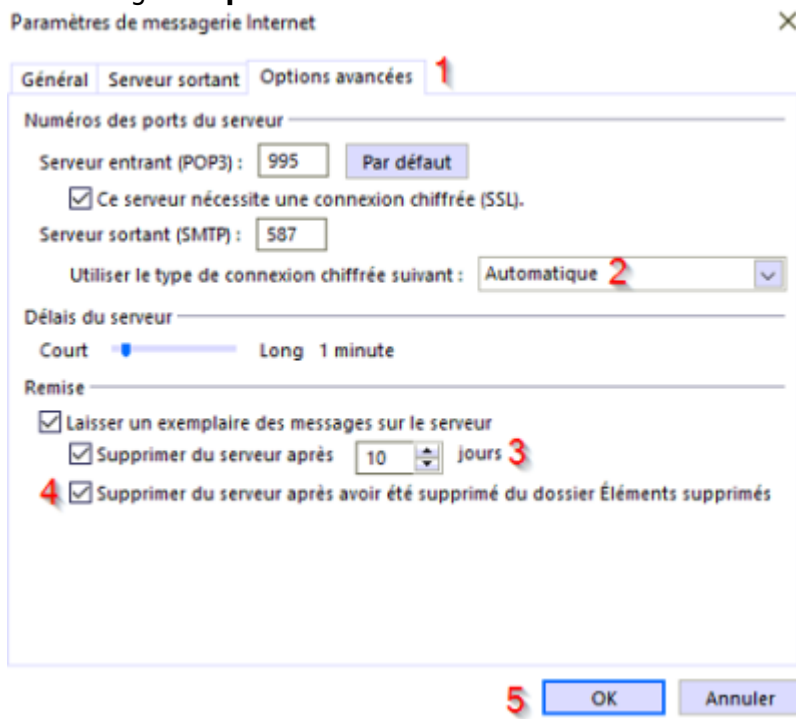 Paramètres de messagerie Internet
Général Serveur sortant Options avancées 1
Numéros des ports du serveur
Serveur entrant (POP3) : 995 Par défaut
Ce serveur nécessite une connexion chiffrée (SSL).
Serveur sortant (SMTP) : 587
Utiliser le type de connexion chiffrée suivant : Automatique 2
Délais du serveur
Court Long 1 minute
Remise
Laisser un exemplaire des messages sur le serveur
Supprimer du serveur après 10 jours 3
4 Supprimer du serveur après avoir été supprimé du dossier Éléments supprimés
5 OK Annuler